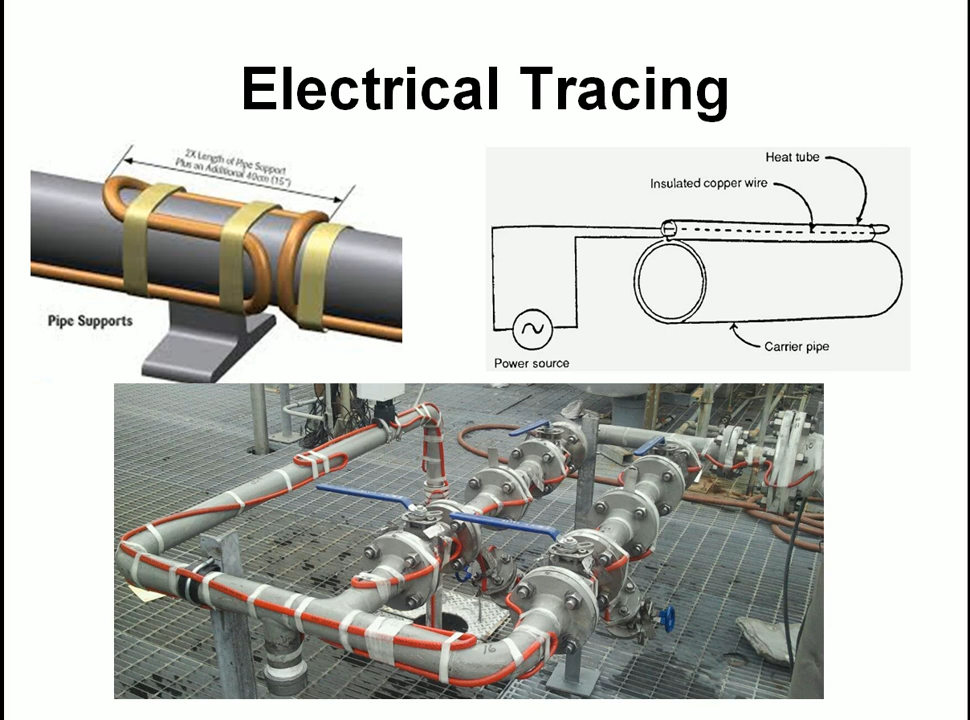 Electrical Tracing
2X Length of Pipe Support
Plus an Additional 40cm (15")
Pipe Supports
Heat tube
Insulated copper wire
Power source
Carrier pipe
16